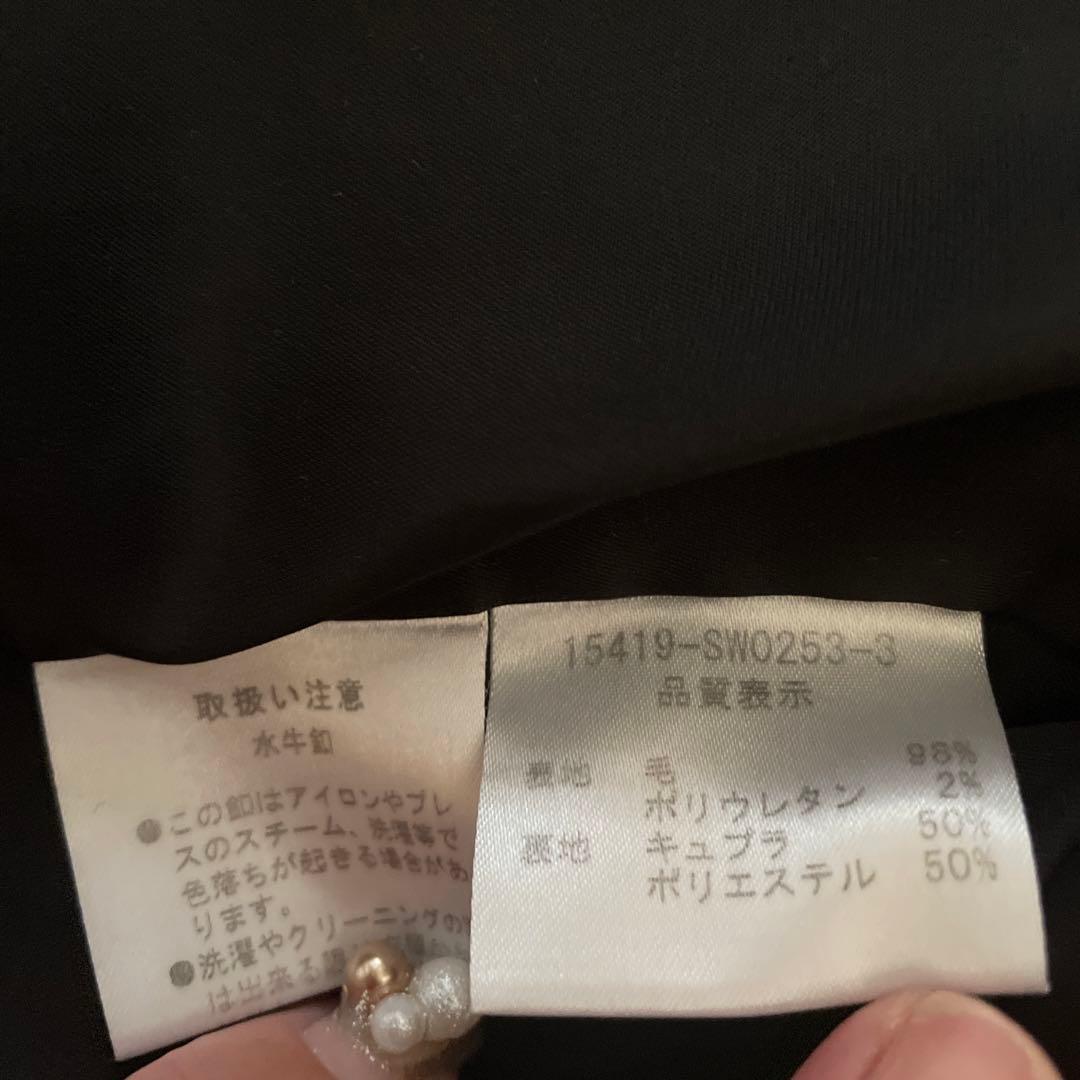 取扱い注意
水牛釦
●この釦はアイロンやプレ
スのスチーム、洗濯等で
色落ちが起きる場合があ
ります。
●洗濯やクリーニングの
は出来る
15419-SW0253-3
品質表示
表地 毛 98%
ポリウレタン 2%
裏地 キュプラ 50%
ポリエステル 50%